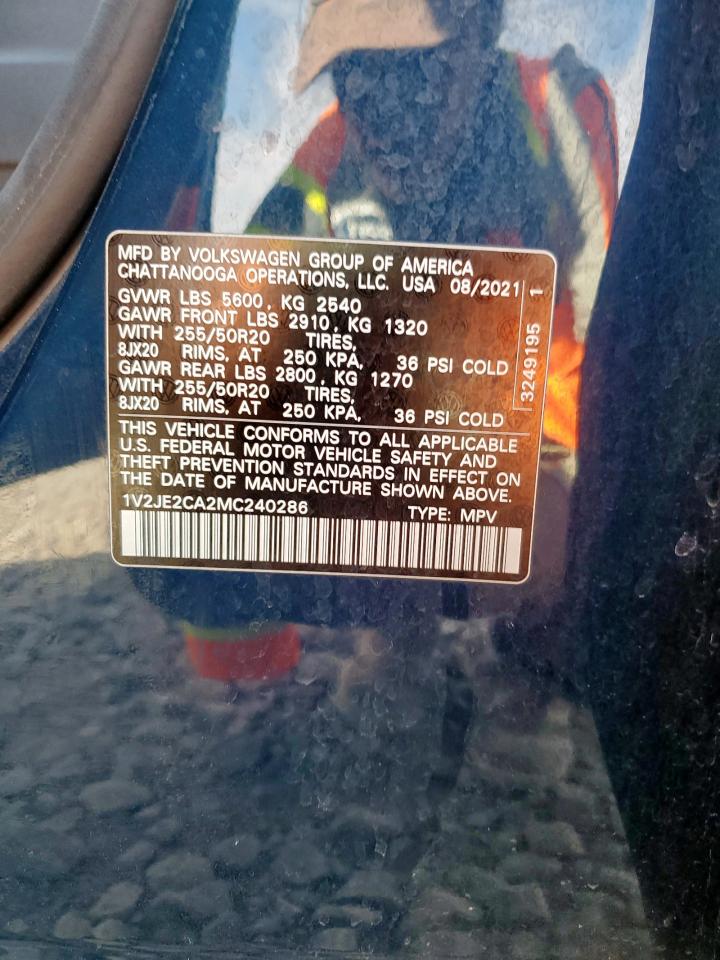 MFD BY VOLKSWAGEN GROUP OF AMERICA
CHATTANOOGA OPERATIONS, LLC. USA 08/2021
GVWR LBS 5600, KG 2540
GAWR FRONT LBS 2910, KG 1320
WITH 255/50R20 TIRES,
8JX20 RIMS, AT 250 KPA, 36 PSI COLD
GAWR REAR LBS 2800, KG 1270
WITH 255/50R20 TIRES,
8JX20 RIMS, AT 250 KPA, 36 PSI COLD
3249195 1
THIS VEHICLE CONFORMS TO ALL APPLICABLE
U.S. FEDERAL MOTOR VEHICLE SAFETY AND
THEFT PREVENTION STANDARDS IN EFFECT ON
THE DATE OF MANUFACTURE SHOWN ABOVE.
1V2JE2CA2MC240286 TYPE: MPV